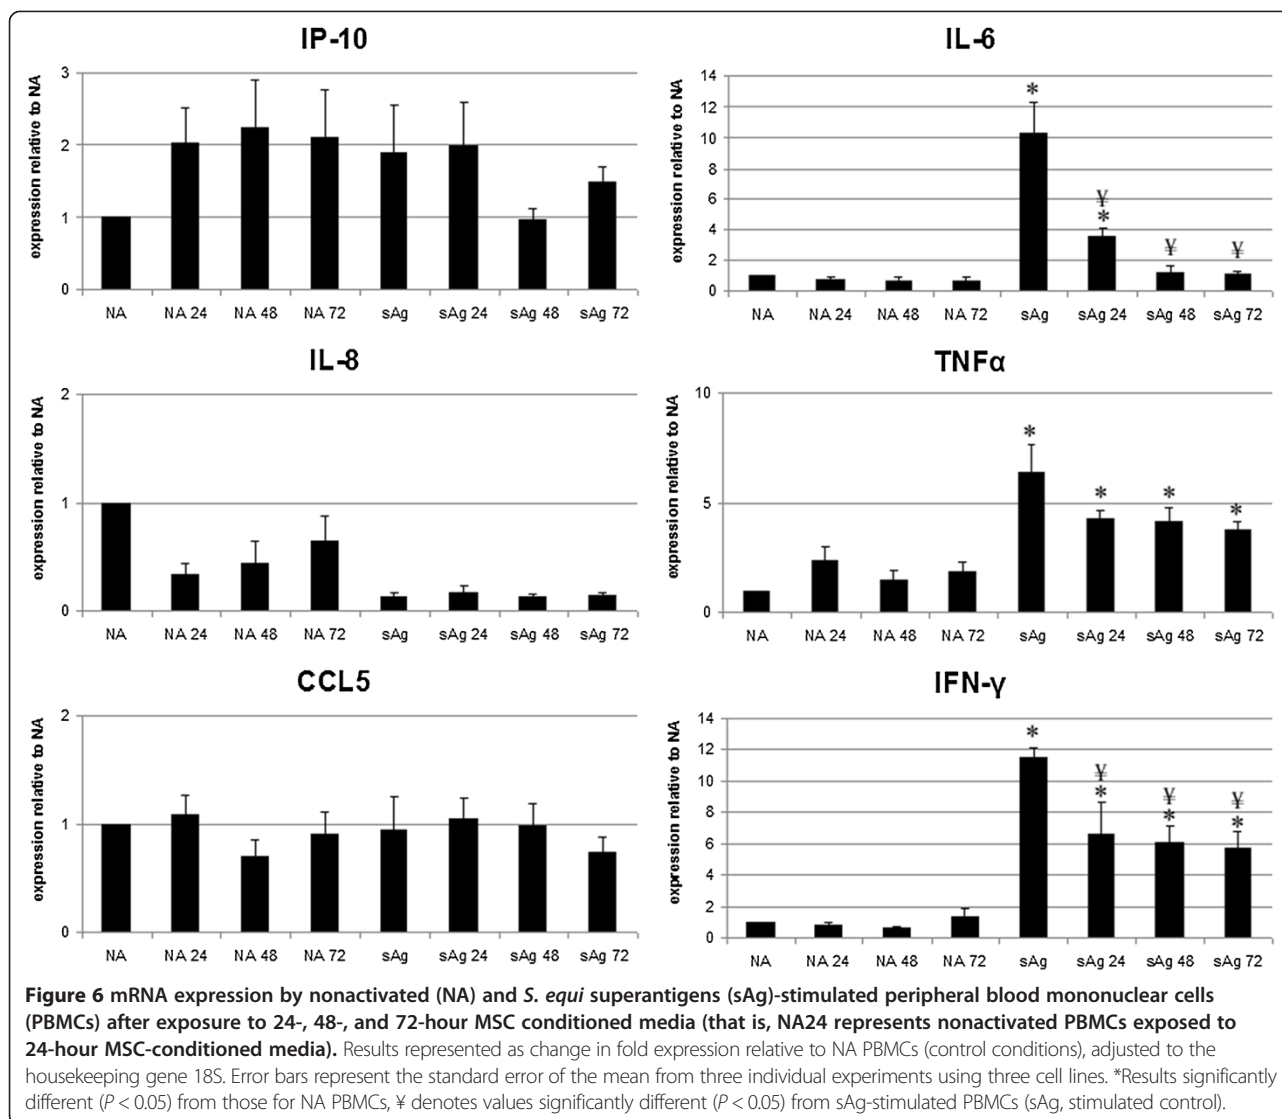 IP-10
expression relative to NA
3
2
1
0
NA NA 24 NA 48 NA 72 sAg sAg 24 sAg 48 sAg 72
IL-6
expression relative to NA
14
12
10
8
6
4
2
0
*
¥
*
¥
¥
NA NA 24 NA 48 NA 72 sAg sAg 24 sAg 48 sAg 72
IL-8
expression relative to NA
2
1
0
NA NA 24 NA 48 NA 72 sAg sAg 24 sAg 48 sAg 72
TNFα
expression relative to NA
10
5
0
*
*
*
*
NA NA 24 NA 48 NA 72 sAg sAg 24 sAg 48 sAg 72
CCL5
expression relative to NA
2
1
0
NA NA 24 NA 48 NA 72 sAg sAg 24 sAg 48 sAg 72
IFN-γ
expression relative to NA
14
12
10
8
6
4
2
0
*
¥
*
¥
*
¥
*
NA NA 24 NA 48 NA 72 sAg sAg 24 sAg 48 sAg 72
Figure 6 mRNA expression by nonactivated (NA) and S. equi superantigens (sAg)-stimulated peripheral blood mononuclear cells
(PBMCs) after exposure to 24-, 48-, and 72-hour MSC conditioned media (that is, NA24 represents nonactivated PBMCs exposed to
24-hour MSC-conditioned media). Results represented as change in fold expression relative to NA PBMCs (control conditions), adjusted to the
housekeeping gene 18S. Error bars represent the standard error of the mean from three individual experiments using three cell lines. *Results significantly
different (P < 0.05) from those for NA PBMCs, ¥ denotes values significantly different (P < 0.05) from sAg-stimulated PBMCs (sAg, stimulated control).